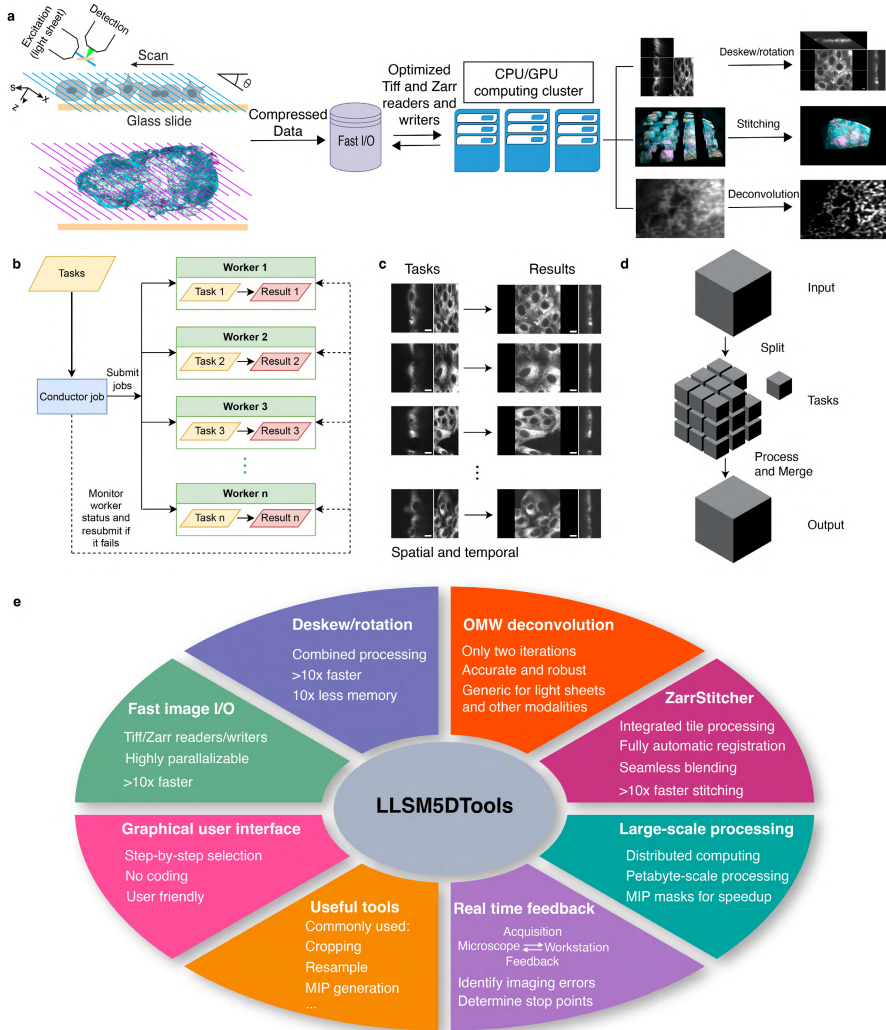 a
Excitation
(light sheet)
Detection
Scan
θ
s
x
z
Glass slide
Compressed
Data
Fast I/O
Optimized
Tiff and Zarr
readers and
writers
CPU/GPU
computing cluster
Deskew/rotation
Stitching
Deconvolution
b
Tasks
Conductor job
Submit
jobs
Worker 1
Task 1
Result 1
Worker 2
Task 2
Result 2
Worker 3
Task 3
Result 3
Worker n
Task n
Result n
Monitor
worker
status and
resubmit if
it fails
c
Tasks
Results
Spatial and temporal
d
Input
Split
Tasks
Process
and Merge
Output
e
Deskew/rotation
Combined processing
>10x faster
10x less memory
OMW deconvolution
Only two iterations
Accurate and robust
Generic for light sheets
and other modalities
Fast image I/O
Tiff/Zarr readers/writers
Highly parallalizable
>10x faster
ZarrStitcher
Integrated tile processing
Fully automatic registration
Seamless blending
>10x faster stitching
LLSM5DTools
Graphical user interface
Step-by-step selection
No coding
User friendly
Large-scale processing
Distributed computing
Petabyte-scale processing
MIP masks for speedup
Useful tools
Commonly used:
Cropping
Resample
MIP generation
...
Real time feedback
Acquisition
Microscope Workstation
Feedback
Identify imaging errors
Determine stop points